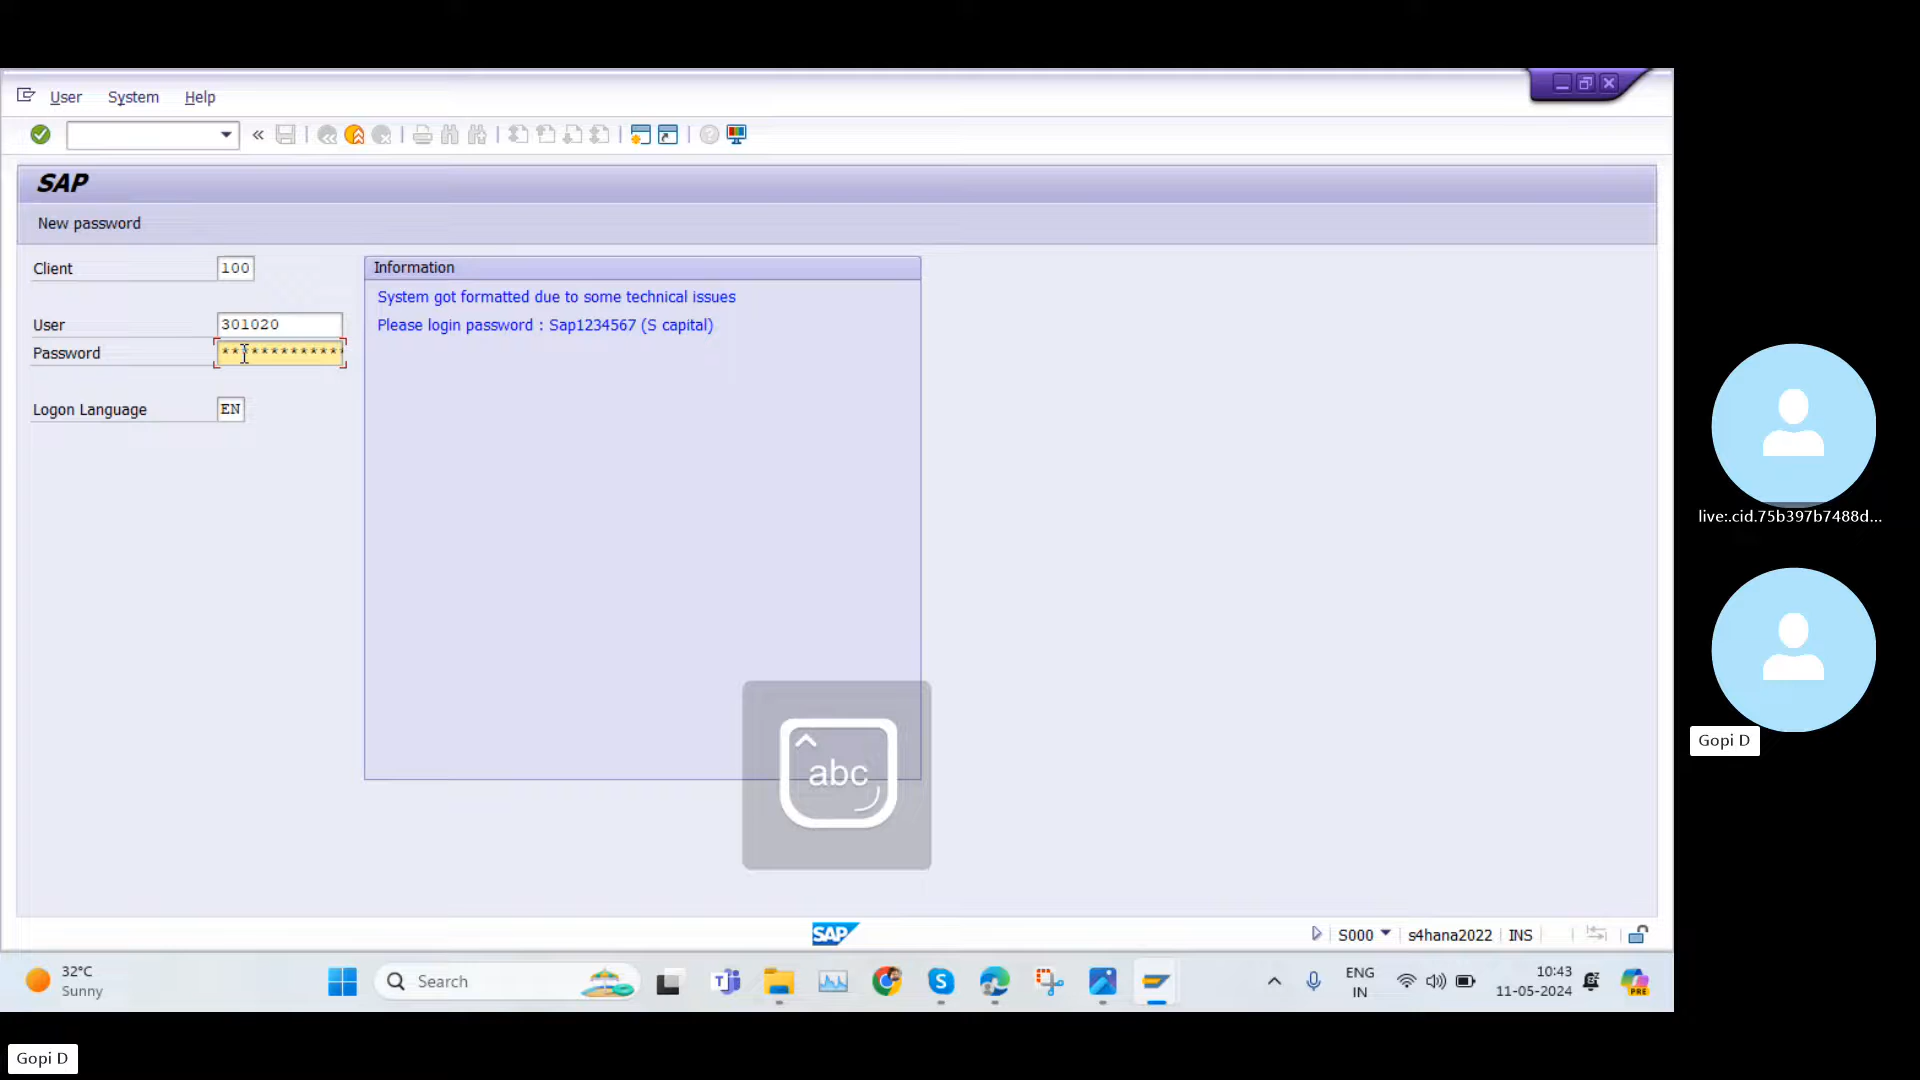 User System Help
SAP
New password
Client 100
Information
System got formatted due to some technical issues
User 301020
Please login password : Sap1234567 (S capital)
Password *************
Logon Language EN
live:.cid.75b397b7488d...
Gopi D
abc
SAP
S000 s4hana2022 INS
32°C
Sunny
Search
ENG
IN
10:43
11-05-2024
PRE
Gopi D